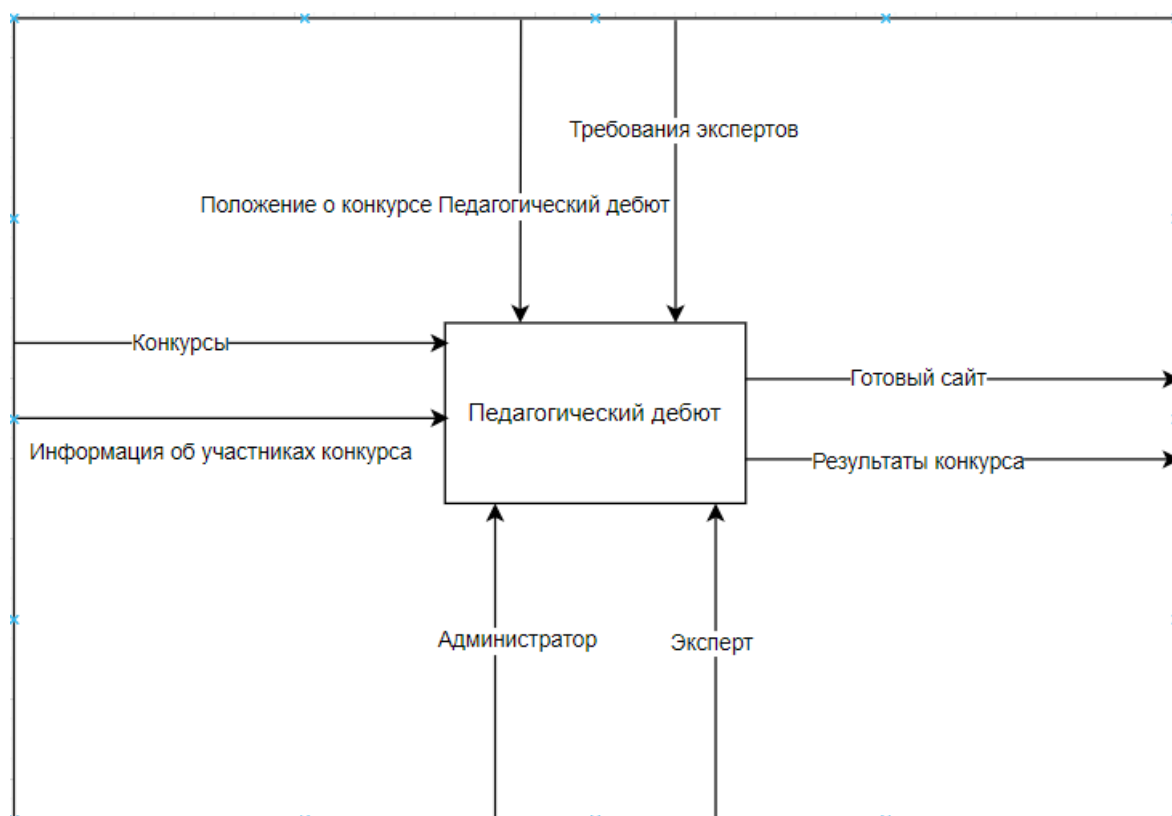 Требования экспертов
Положение о конкурсе Педагогический дебют
Конкурсы
Готовый сайт
Педагогический дебют
Информация об участниках конкурса
Результаты конкурса
Администратор
Эксперт